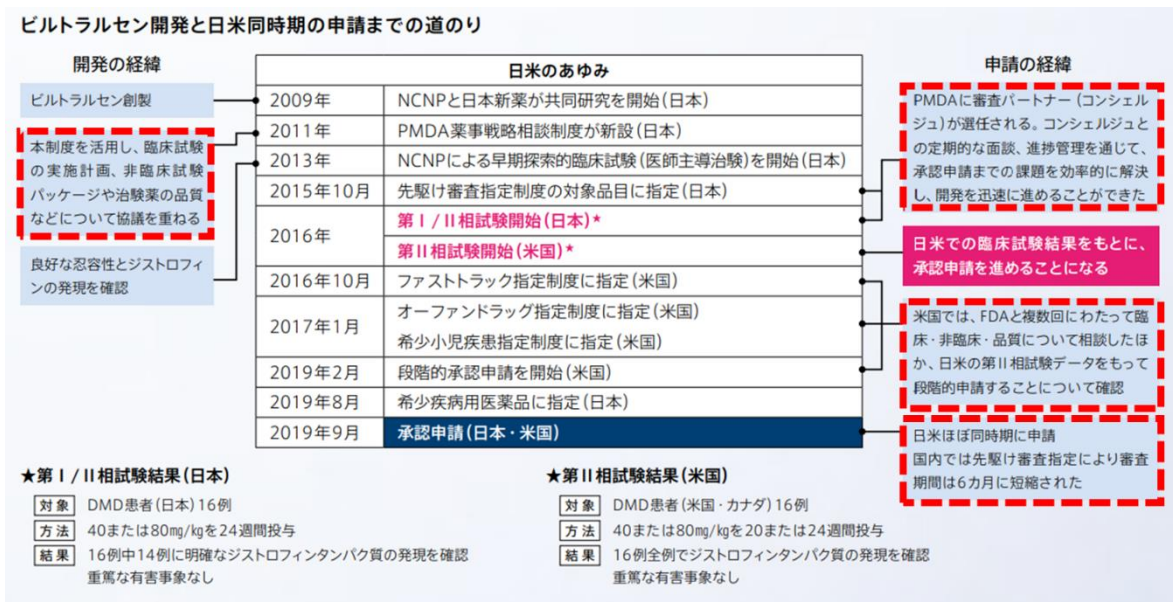 ビルトラルセン開発と日米同時期の申請までの道のり
開発の経緯
ビルトラルセン創製
本制度を活用し、臨床試験
の実施計画、非臨床試験
パッケージや治験薬の品質
などについて協議を重ねる
良好な忍容性とジストロフィ
ンの発現を確認
日米のあゆみ
2009年 NCNPと日本新薬が共同研究を開始(日本)
2011年 PMDA薬事戦略相談制度が新設(日本)
2013年 NCNPによる早期探索的臨床試験(医師主導治験)を開始(日本)
2015年10月 先駆け審査指定制度の対象品目に指定(日本)
2016年 第Ⅰ/Ⅱ相試験開始(日本)★
第Ⅱ相試験開始(米国)★
2016年10月 ファストトラック指定制度に指定(米国)
2017年1月 オーファンドラッグ指定制度に指定(米国)
希少小児疾患指定制度に指定(米国)
2019年2月 段階的承認申請を開始(米国)
2019年8月 希少疾病用医薬品に指定(日本)
2019年9月 承認申請(日本・米国)
申請の経緯
PMDAに審査パートナー(コンシェル
ジュ)が選任される。コンシェルジュと
の定期的な面談、進捗管理を通じて、
承認申請までの課題を効率的に解決
し、開発を迅速に進めることができた
日米での臨床試験結果をもとに、
承認申請を進めることになる
米国では、FDAと複数回にわたって臨
床・非臨床・品質について相談したほ
か、日米の第Ⅱ相試験データをもって
段階的申請することについて確認
日米ほぼ同時期に申請
国内では先駆け審査指定により審査
期間は6カ月に短縮された
★第Ⅰ/Ⅱ相試験結果(日本)
対象 DMD患者(日本)16例
方法 40または80㎎/㎏を24週間投与
結果 16例中14例に明確なジストロフィンタンパク質の発現を確認
重篤な有害事象なし
★第Ⅱ相試験結果(米国)
対象 DMD患者(米国・カナダ)16例
方法 40または80㎎/㎏を20または24週間投与
結果 16例全例でジストロフィンタンパク質の発現を確認
重篤な有害事象なし